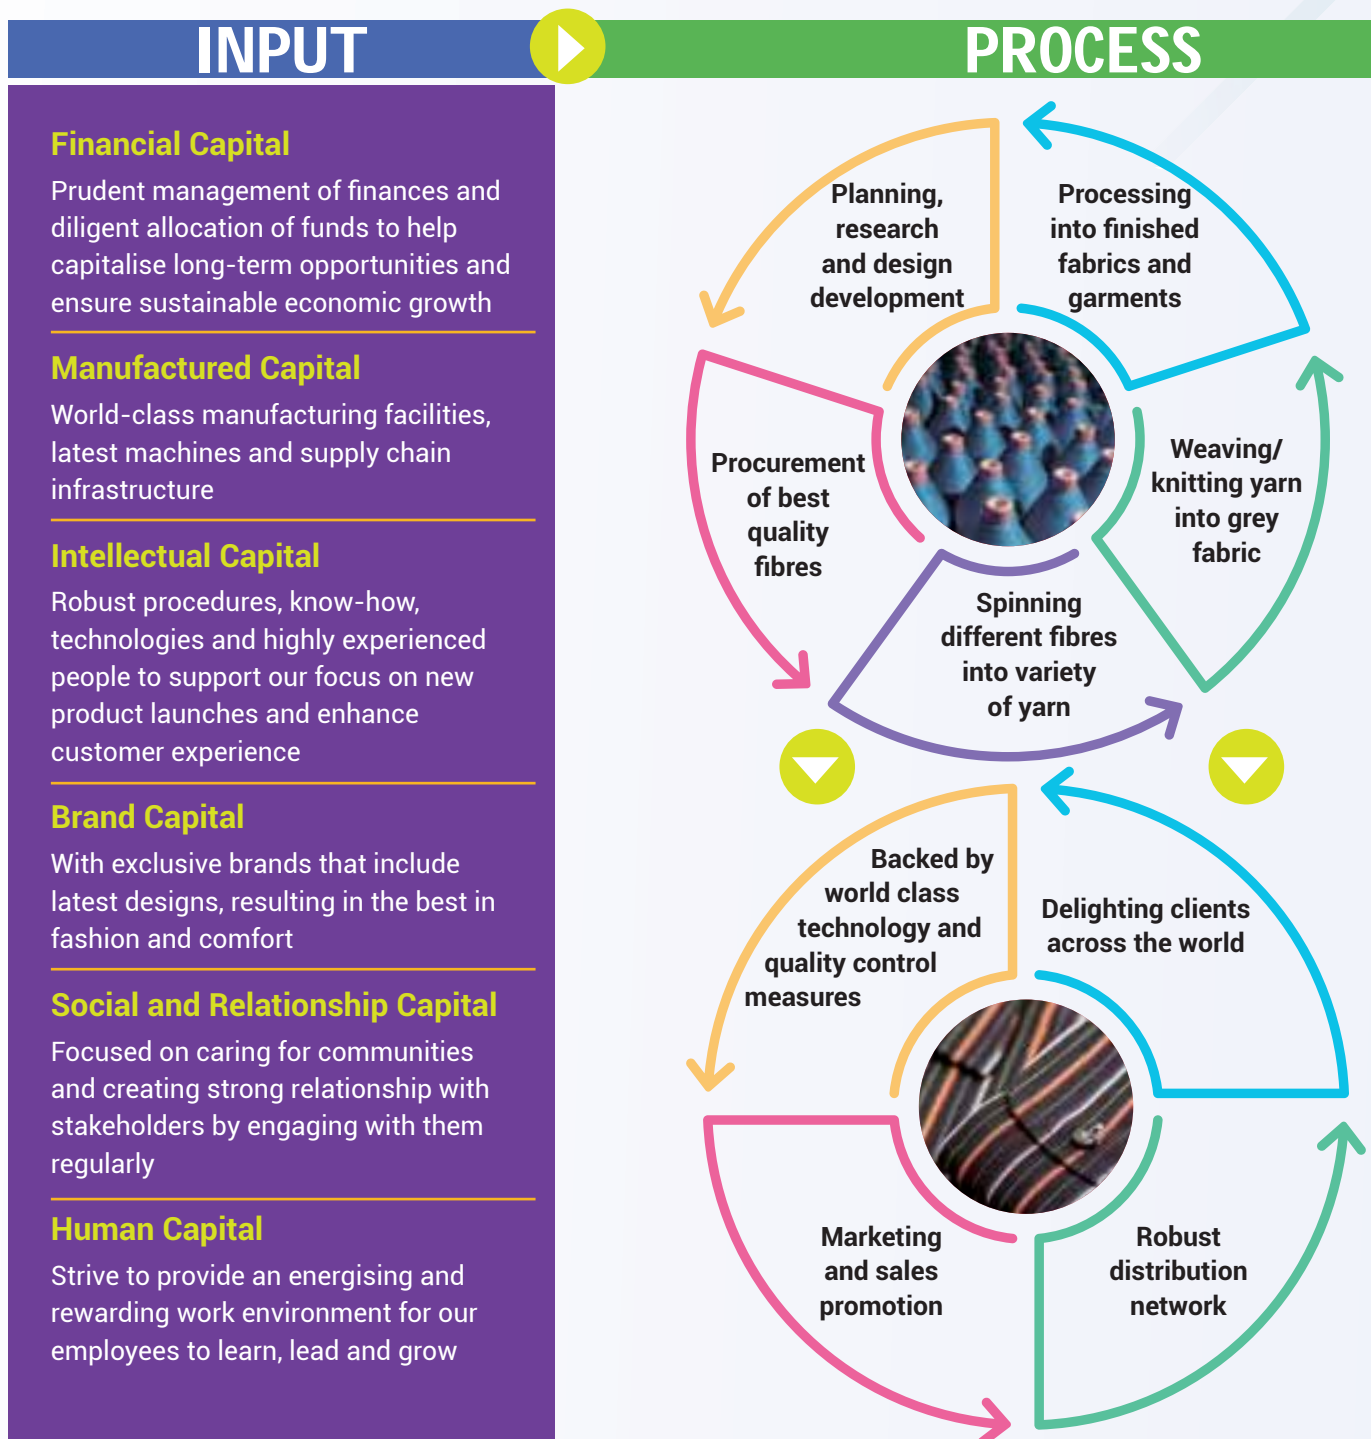 INPUT
PROCESS
Financial Capital
Prudent management of finances and
diligent allocation of funds to help
capitalise long-term opportunities and
ensure sustainable economic growth
Manufactured Capital
World-class manufacturing facilities,
latest machines and supply chain
infrastructure
Intellectual Capital
Robust procedures, know-how,
technologies and highly experienced
people to support our focus on new
product launches and enhance
customer experience
Brand Capital
With exclusive brands that include
latest designs, resulting in the best in
fashion and comfort
Social and Relationship Capital
Focused on caring for communities
and creating strong relationship with
stakeholders by engaging with them
regularly
Human Capital
Strive to provide an energising and
rewarding work environment for our
employees to learn, lead and grow
Planning,
research
and design
development
Procurement
of best
quality
fibres
Spinning
different fibres
into variety
of yarn
Weaving/
knitting yarn
into grey
fabric
Processing
into finished
fabrics and
garments
Backed by
world class
technology and
quality control
measures
Marketing
and sales
promotion
Robust
distribution
network
Delighting clients
across the world